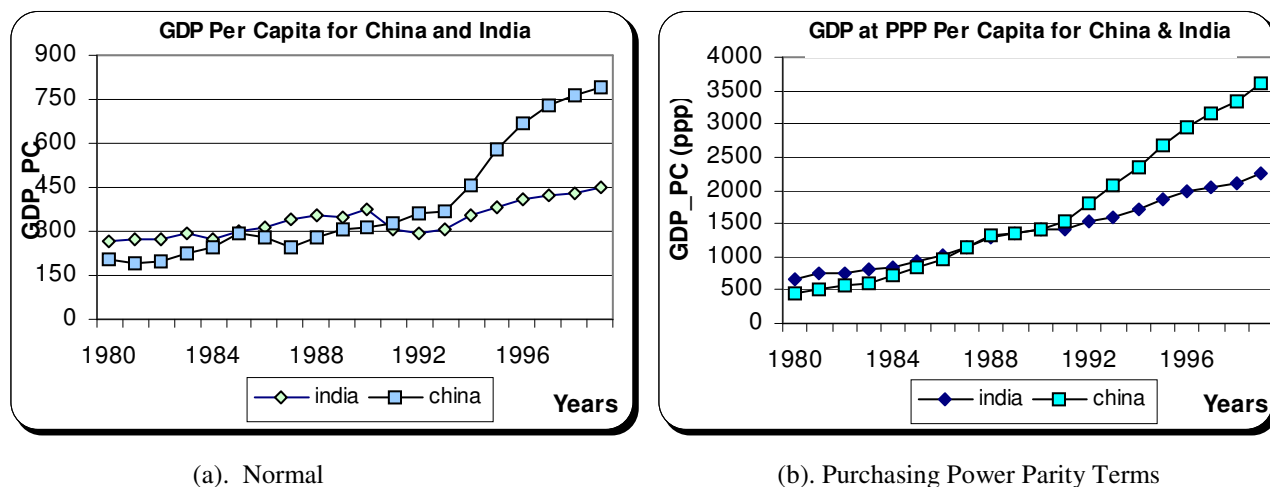 GDP Per Capita for China and India
900
750
600
450
300
150
0
GDP_PC
1980 1984 1988 1992 1996
india china
Years
(a). Normal
GDP at PPP Per Capita for China & India
4000
3500
3000
2500
2000
1500
1000
500
0
GDP_PC (ppp)
1980 1984 1988 1992 1996
india china
Years
(b). Purchasing Power Parity Terms